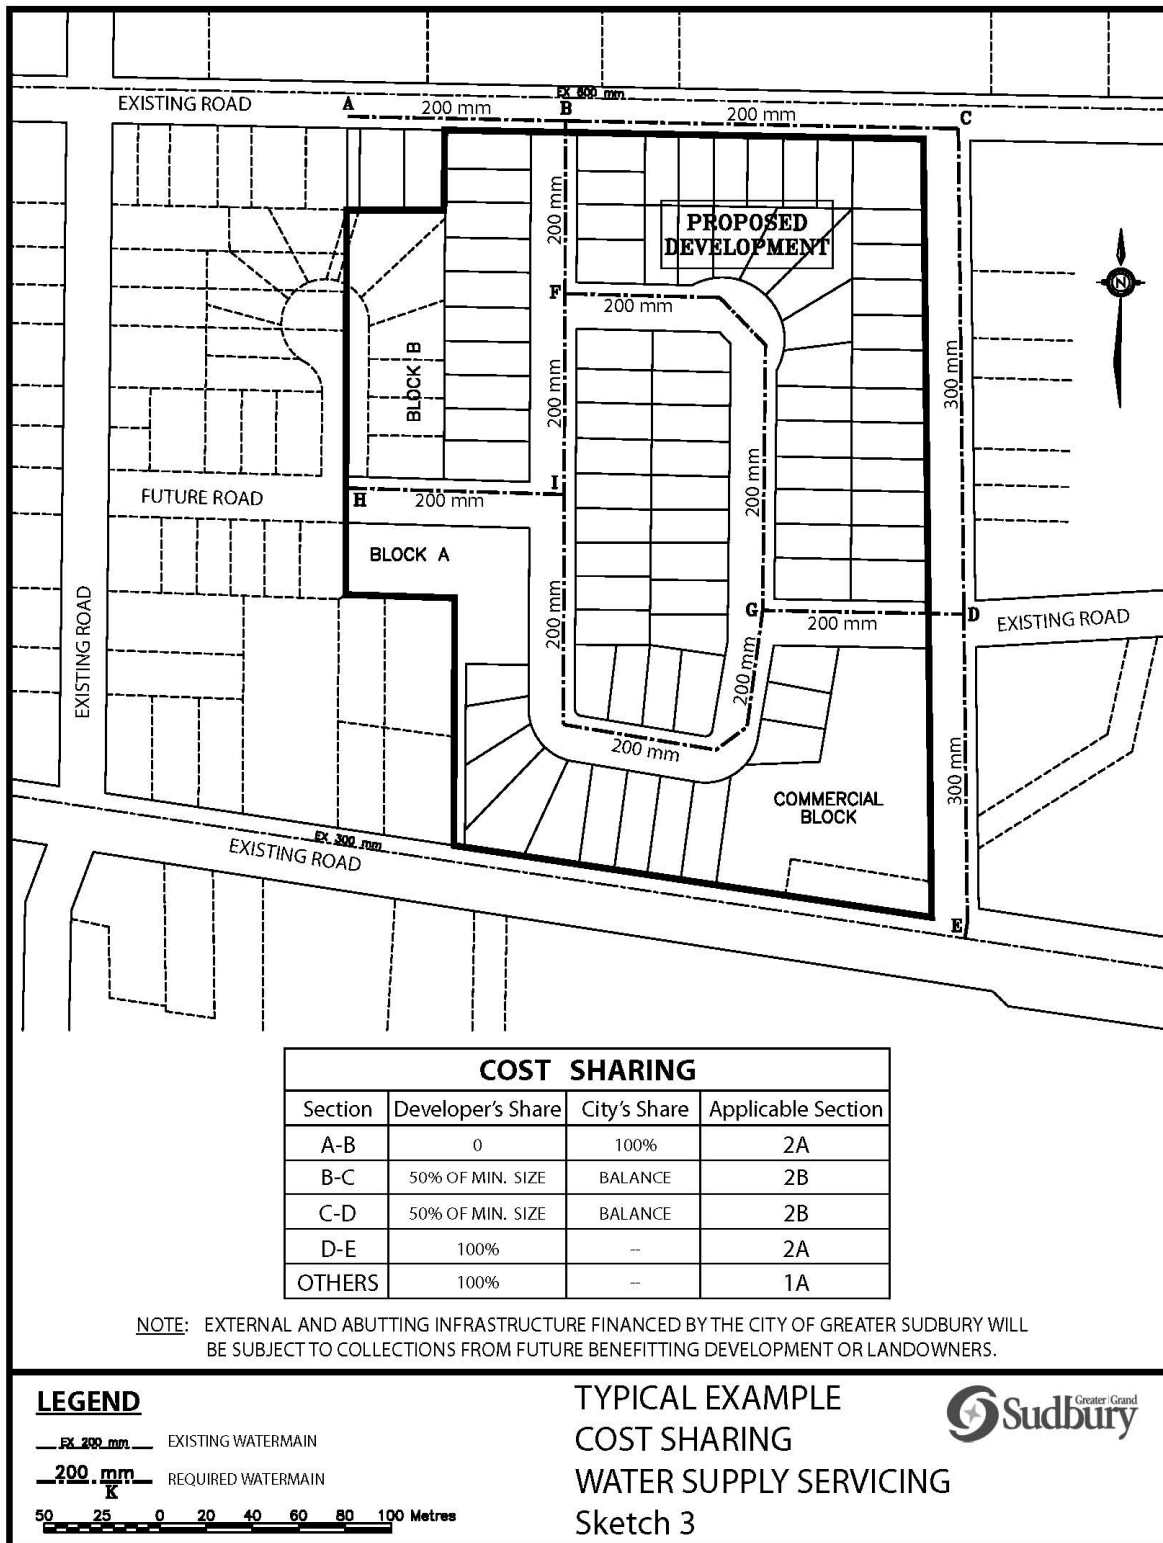 EX 600 mm
EXISTING ROAD
A
200 mm
B
200 mm
C
200 mm
PROPOSED
DEVELOPMENT
N
F
200 mm
BLOCK B
200 mm
300 mm
FUTURE ROAD
H
200 mm
I
200 mm
BLOCK A
EXISTING ROAD
200 mm
G
200 mm
D
EXISTING ROAD
200 mm
200 mm
300 mm
COMMERCIAL
BLOCK
EX 300 mm
EXISTING ROAD
E
COST SHARING
Section Developer's Share City's Share Applicable Section
A-B 0 100% 2A
B-C 50% OF MIN. SIZE BALANCE 2B
C-D 50% OF MIN. SIZE BALANCE 2B
D-E 100% -- 2A
OTHERS 100% -- 1A
NOTE: EXTERNAL AND ABUTTING INFRASTRUCTURE FINANCED BY THE CITY OF GREATER SUDBURY WILL
BE SUBJECT TO COLLECTIONS FROM FUTURE BENEFITTING DEVELOPMENT OR LANDOWNERS.
LEGEND
EX 200 mm EXISTING WATERMAIN
200 mm REQUIRED WATERMAIN
K
50 25 0 20 40 60 80 100 Metres
TYPICAL EXAMPLE
COST SHARING
WATER SUPPLY SERVICING
Sketch 3
Greater Grand
Sudbury